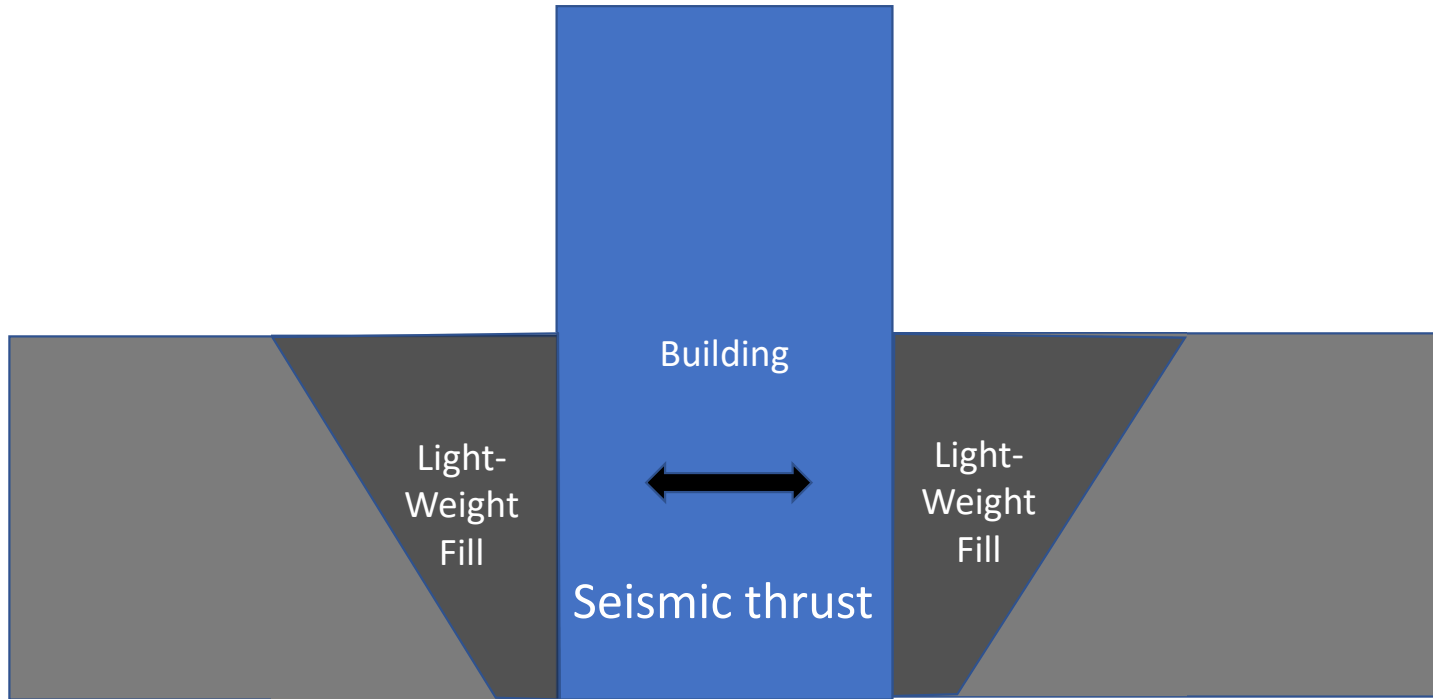 Building
Light-
Weight
Fill
Light-
Weight
Fill
Seismic thrust